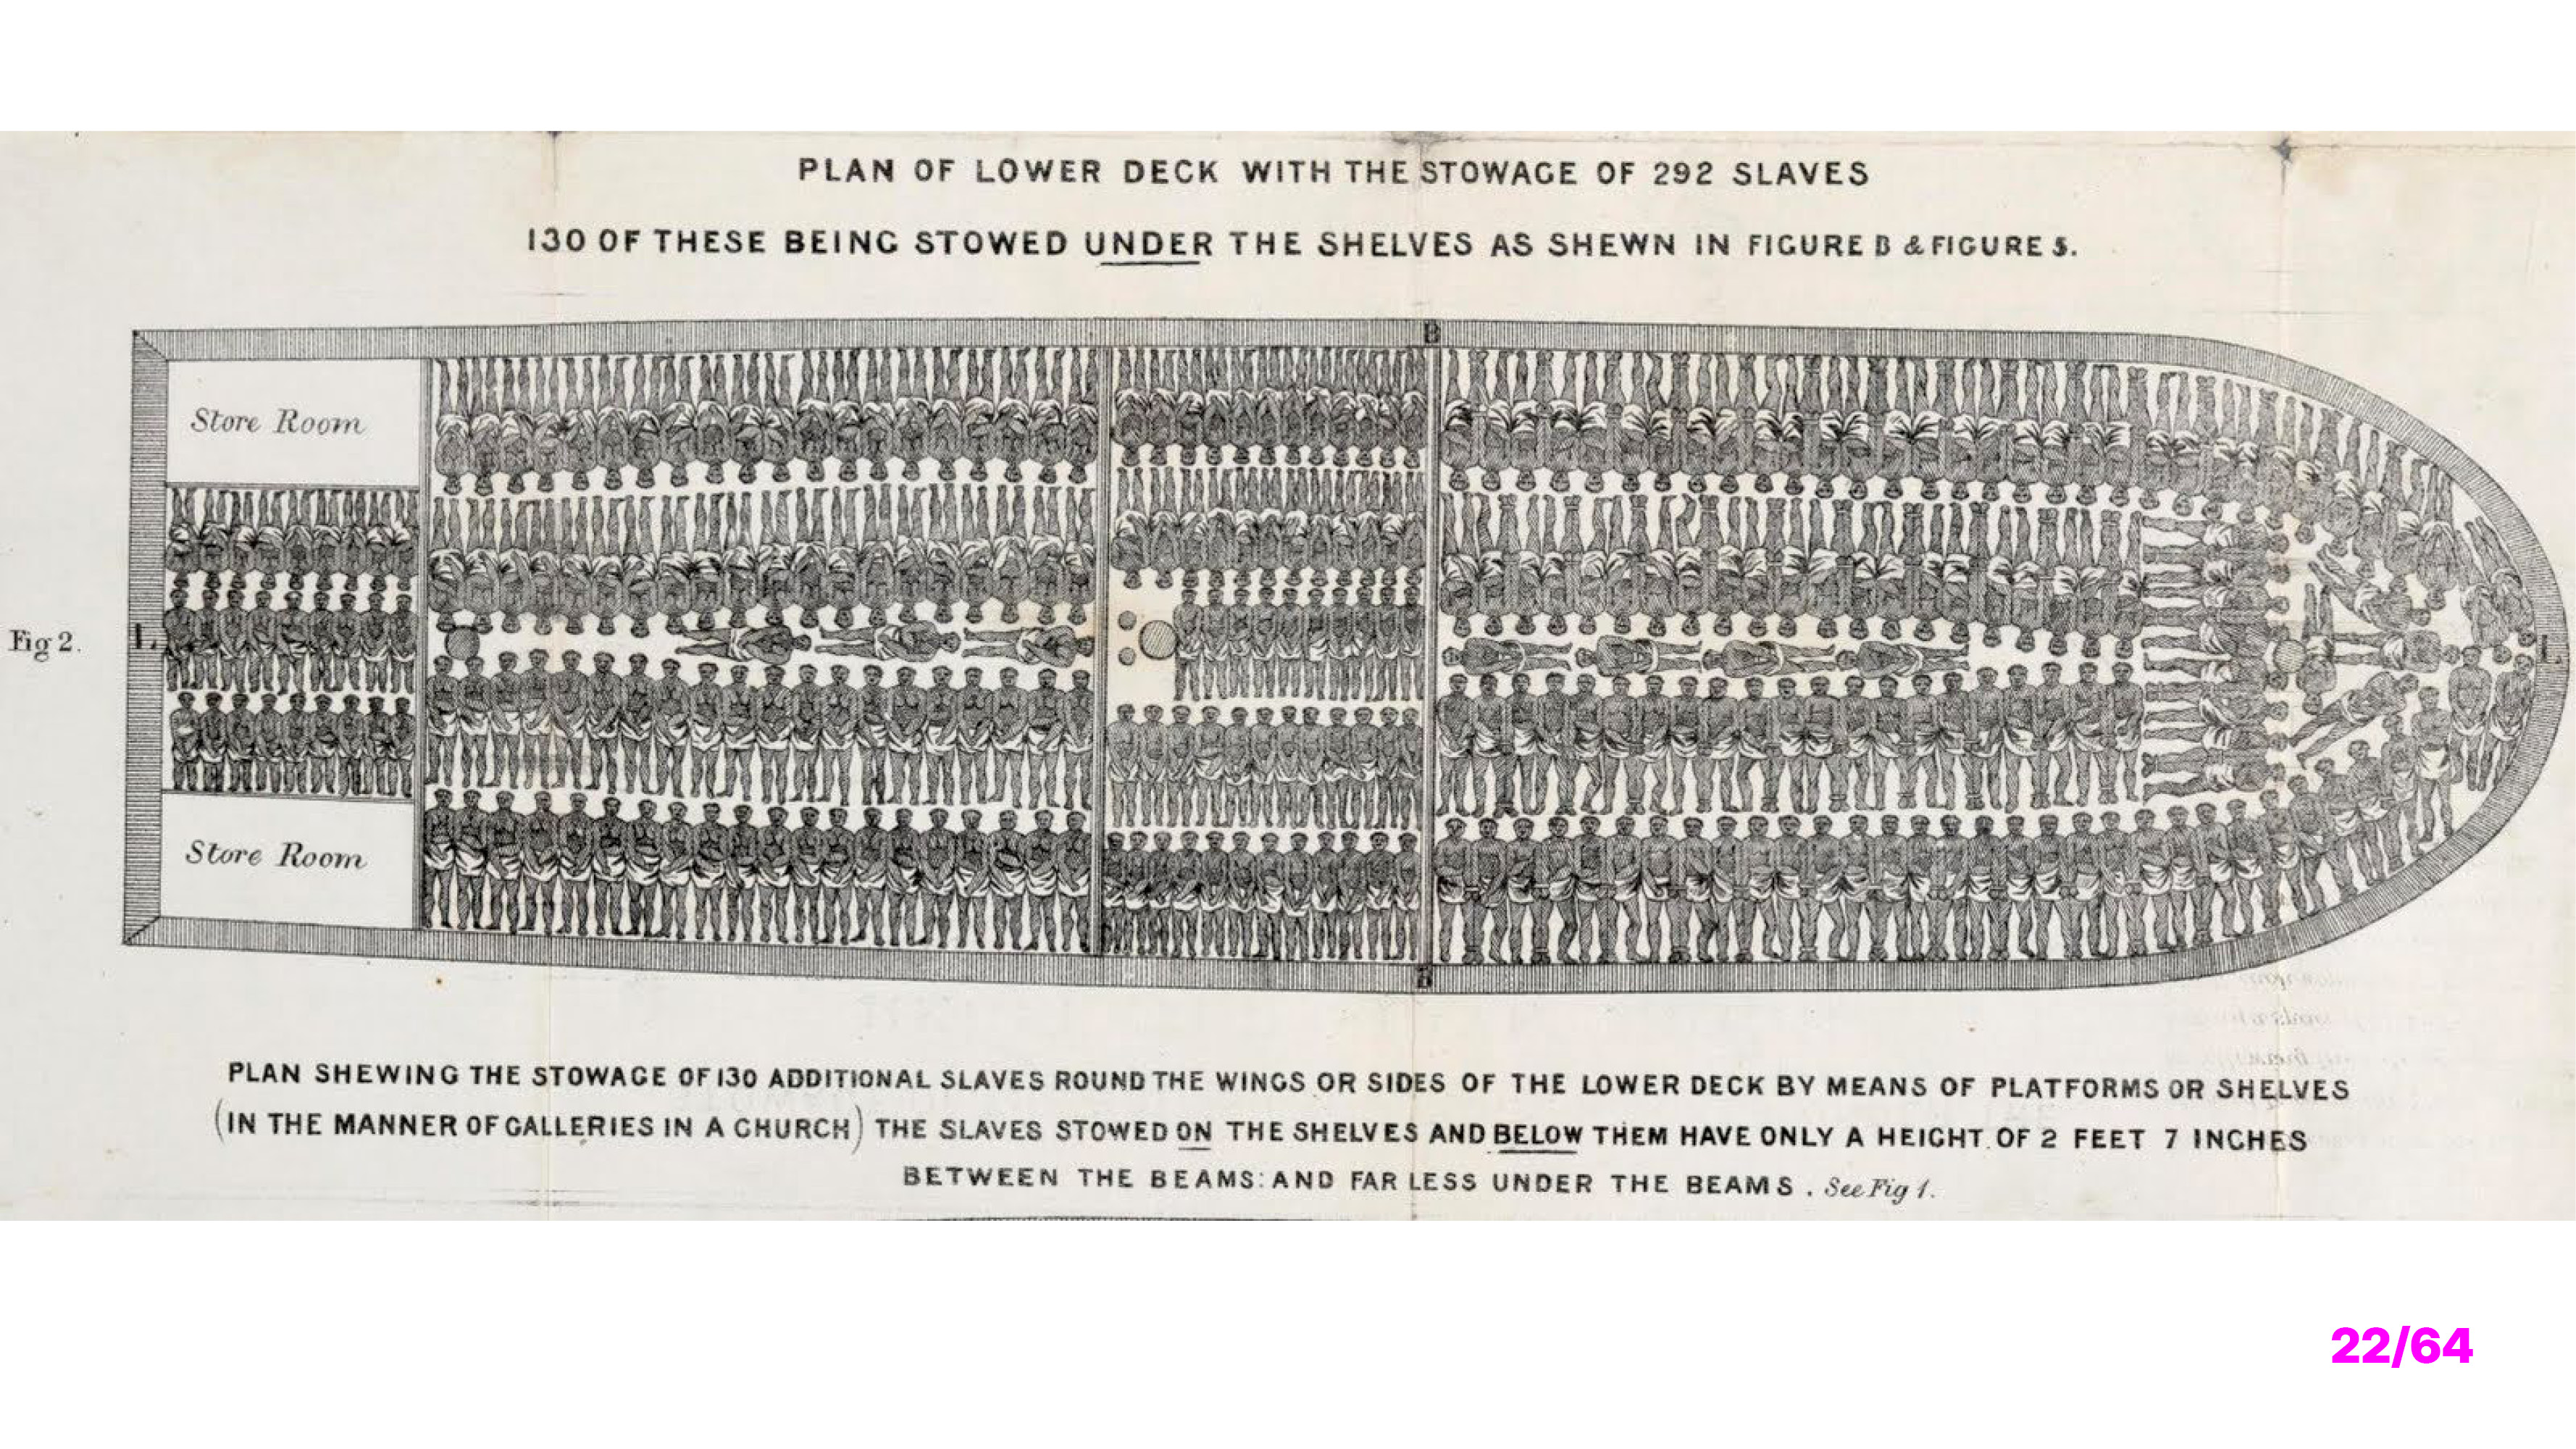 PLAN OF LOWER DECK WITH THE STOWAGE OF 292 SLAVES
130 OF THESE BEING STOWED UNDER THE SHELVES AS SHEWN IN FIGURE B & FIGURE 5.
B
Store Room
Fig 2.
Store Room
B
PLAN SHEWING THE STOWAGE OF 130 ADDITIONAL SLAVES ROUND THE WINGS OR SIDES OF THE LOWER DECK BY MEANS OF PLATFORMS OR SHELVES
(IN THE MANNER OF GALLERIES IN A CHURCH) THE SLAVES STOWED ON THE SHELVES AND BELOW THEM HAVE ONLY A HEIGHT OF 2 FEET 7 INCHES
BETWEEN THE BEAMS: AND FAR LESS UNDER THE BEAMS. See Fig 1.
22/64